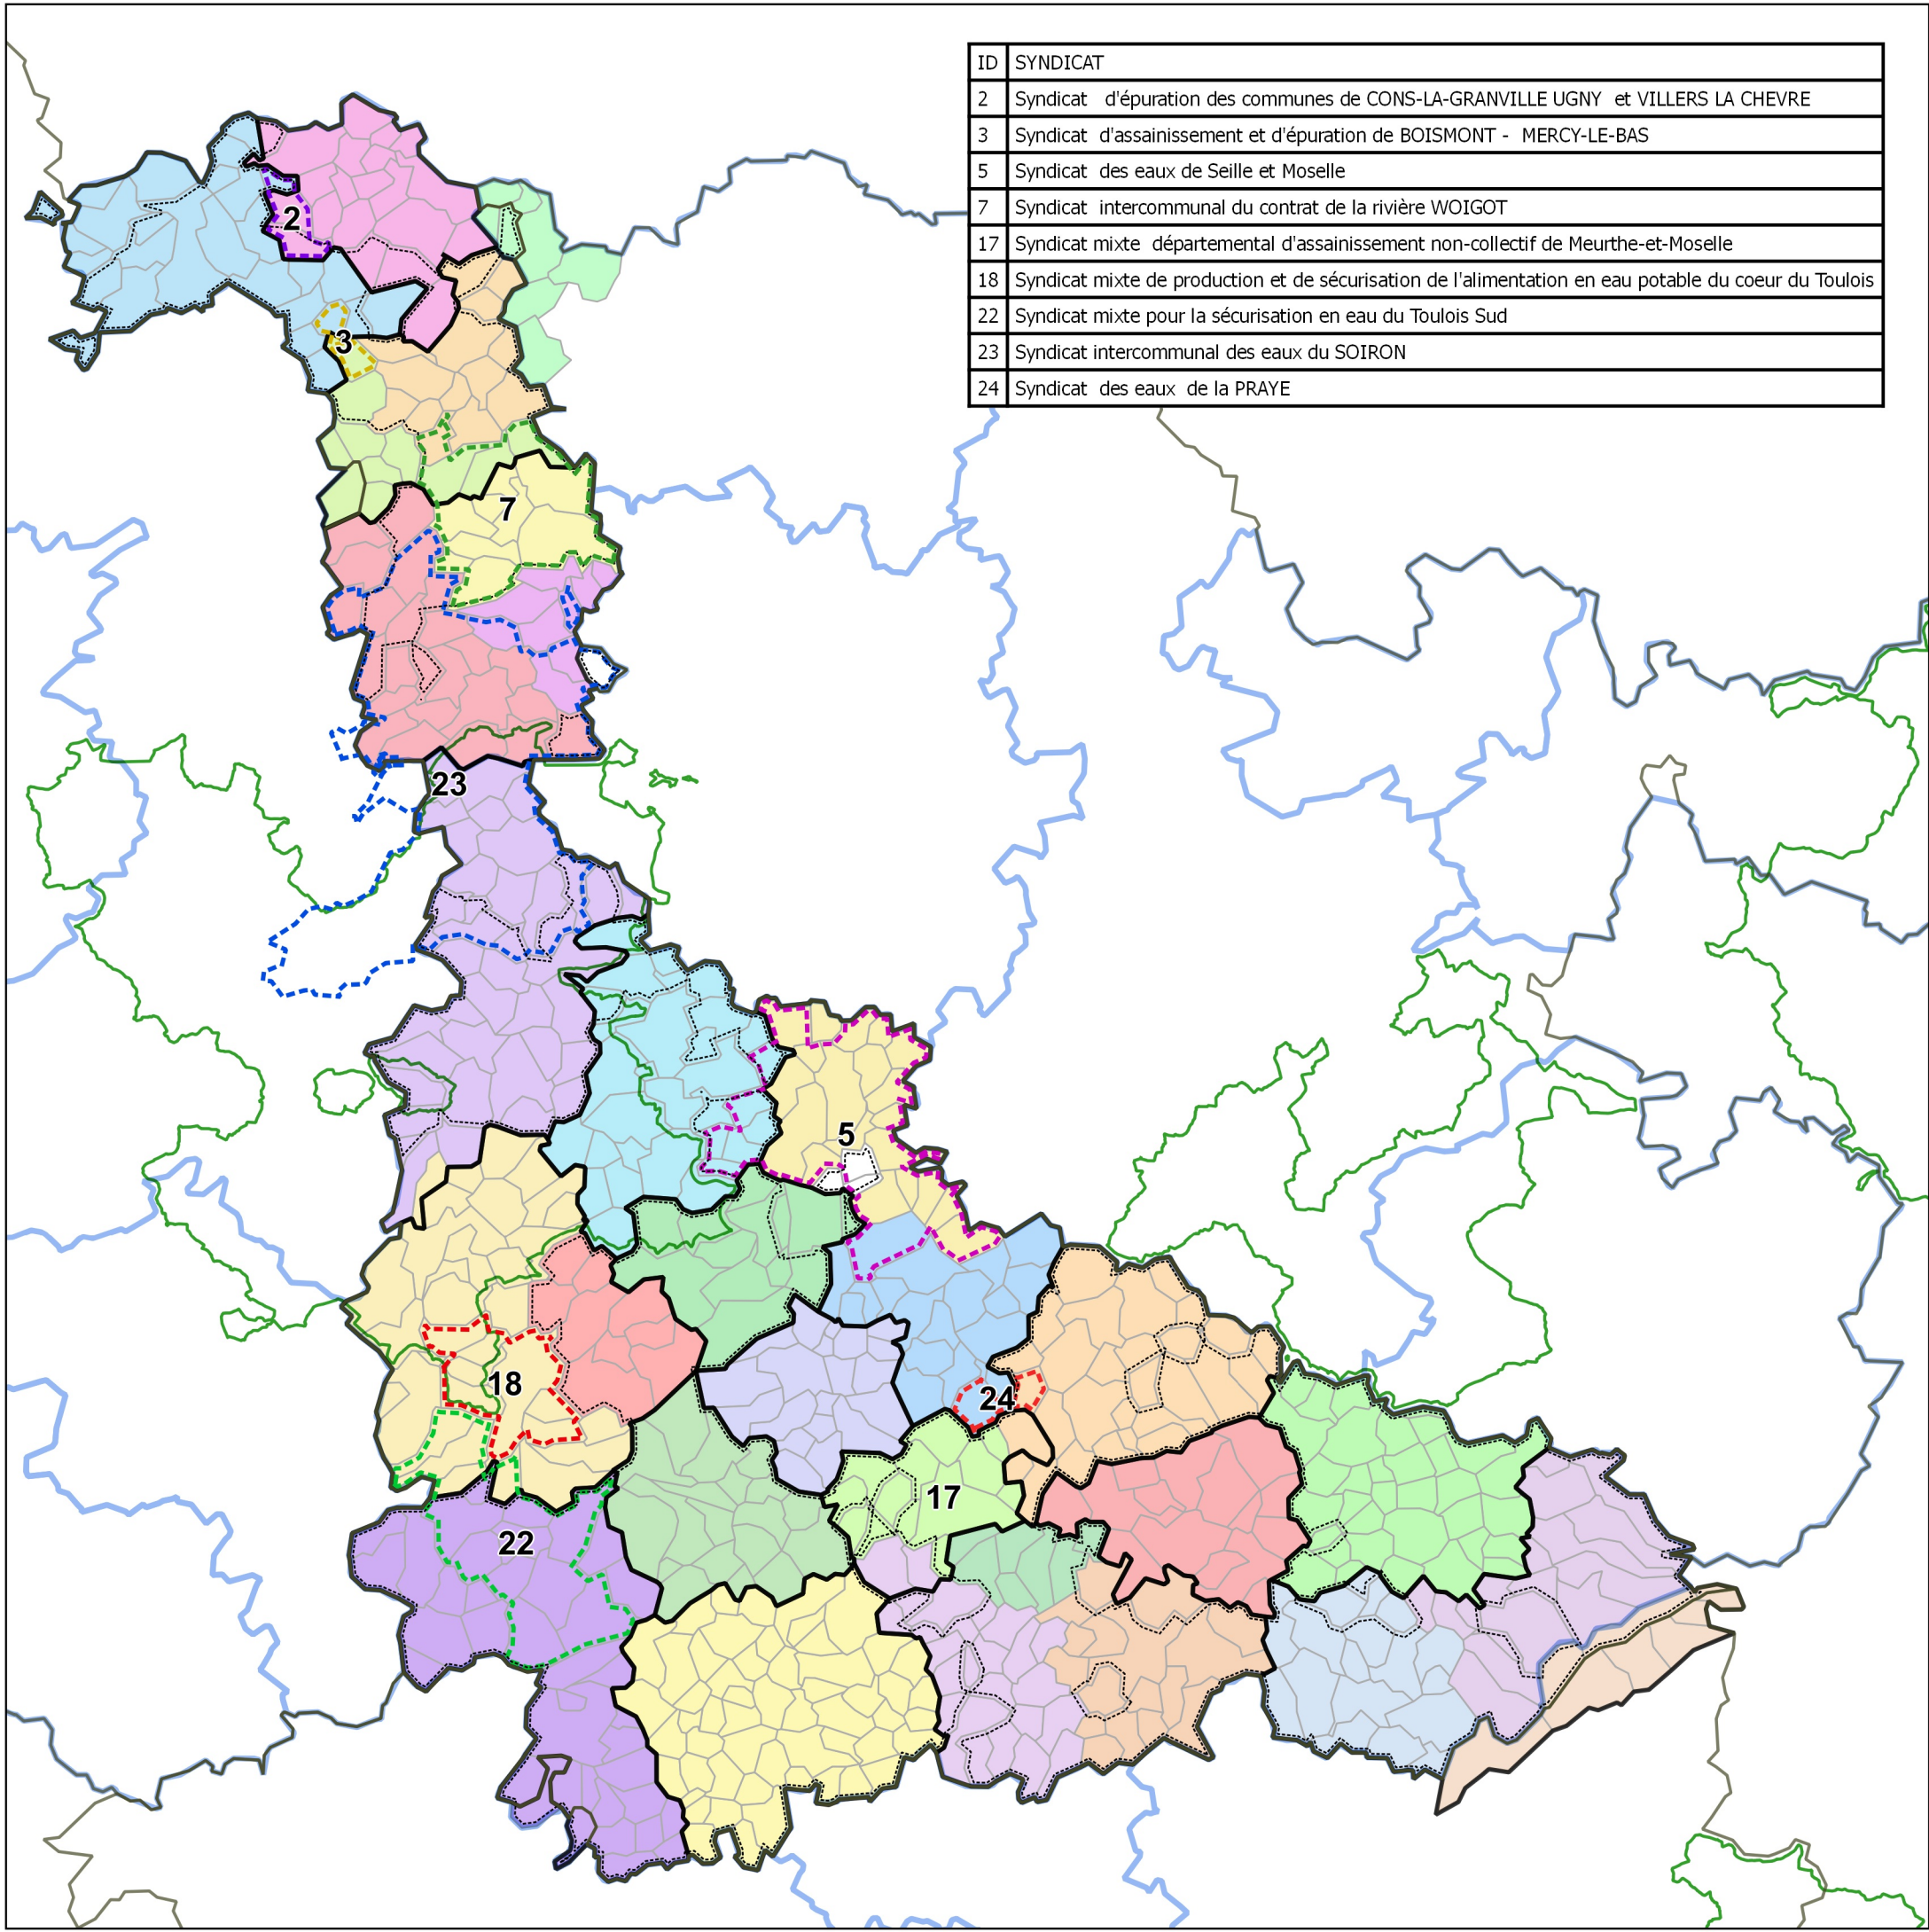 ID SYNDICAT
2 Syndicat d'épuration des communes de CONS-LA-GRANVILLE UGNY et VILLERS LA CHEVRE
3 Syndicat d'assainissement et d'épuration de BOISMONT - MERCY-LE-BAS
5 Syndicat des eaux de Seille et Moselle
7 Syndicat intercommunal du contrat de la rivière WOIGOT
17 Syndicat mixte départemental d'assainissement non-collectif de Meurthe-et-Moselle
18 Syndicat mixte de production et de sécurisation de l'alimentation en eau potable du coeur du Toulois
22 Syndicat mixte pour la sécurisation en eau du Toulois Sud
23 Syndicat intercommunal des eaux du SOIRON
24 Syndicat des eaux de la PRAYE
2
3
7
23
5
18
24
17
22